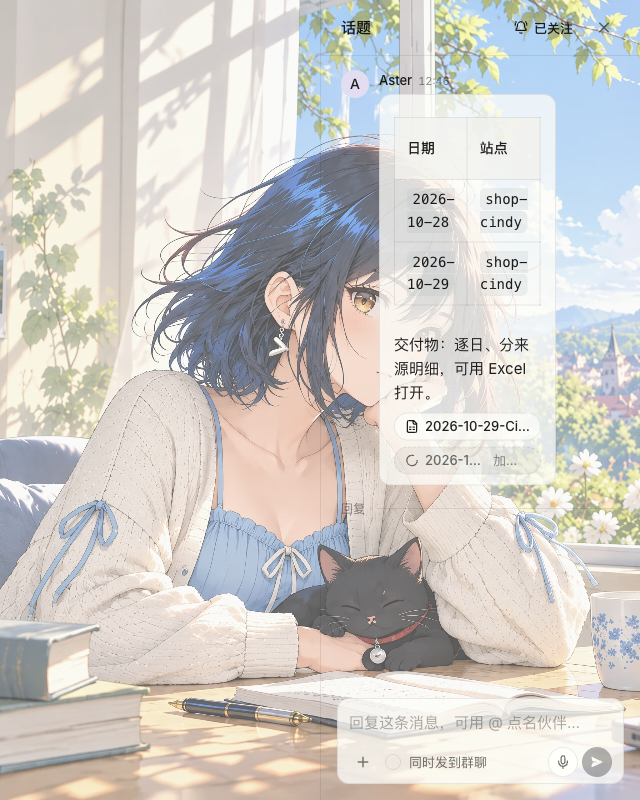 话题
已关注
A
Aster 12:46
日期 站点
2026-10-28 shop-cindy
2026-10-29 shop-cindy
交付物：逐日、分来
源明细，可用 Excel
打开。
2026-10-29-Ci...
2026-1... 加...
回复
回复这条消息，可用 @ 点名伙伴...
同时发到群聊